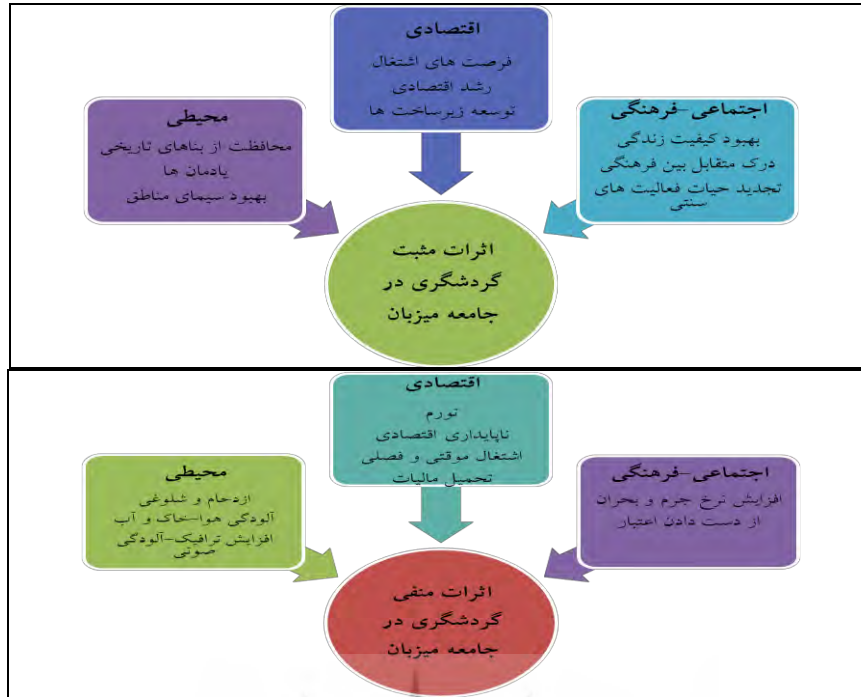 اقتصادی
فرصت های اشتغال
رشد اقتصادی
توسعه زیرساخت ها
اجتماعی-فرهنگی
بهبود کیفیت زندگی
درک متقابل بین فرهنگی
تجدید حیات فعالیت های
سنتی
محیطی
محافظت از بناهای تاریخی
یادمان ها
بهبود سیمای مناطق
اثرات مثبت
گردشگری در
جامعه میزبان
اقتصادی
تورم
ناپایداری اقتصادی
اشتغال موقتی و فصلی
تحمیل مالیات
اجتماعی-فرهنگی
افزایش نرخ جرم و بحران
از دست دادن اعتبار
محیطی
ازدحام و شلوغی
آلودگی هوا-خاک و آب
افزایش ترافیک-آلودگی
صوتی
اثرات منفی
گردشگری در
جامعه میزبان